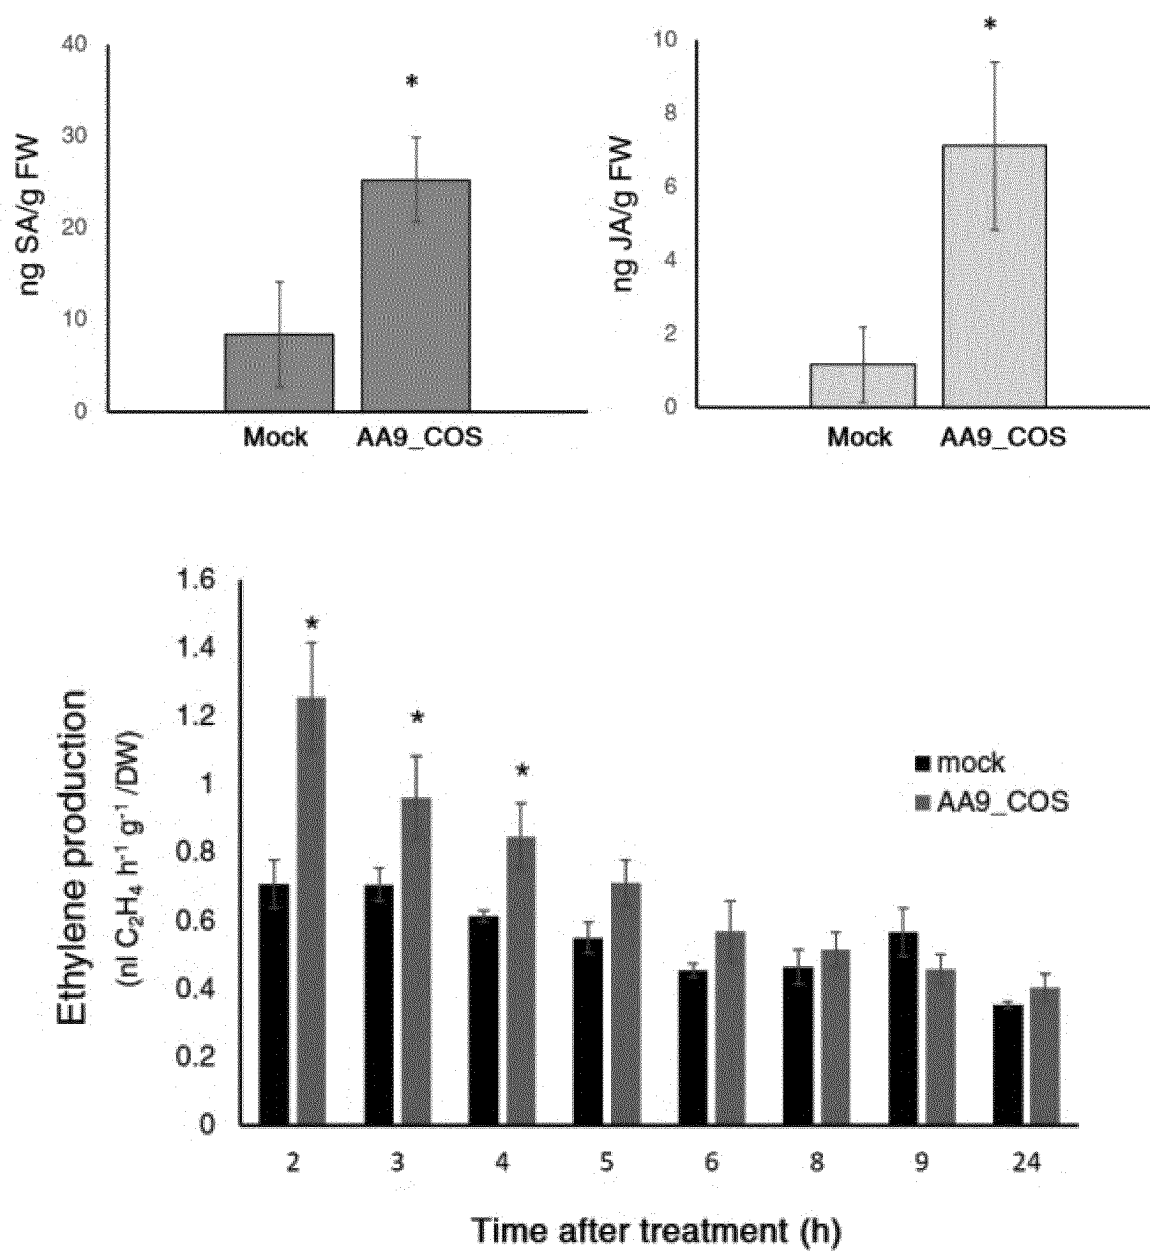 ng SA/g FW
40
30
20
10
0
*
Mock AA9_COS
ng JA/g FW
10
8
6
4
2
0
*
Mock AA9_COS
Ethylene production
(nl C₂H₄ h⁻¹ g⁻¹ /DW)
1.6
1.4
1.2
1
0.8
0.6
0.4
0.2
0
*
*
*
mock
AA9_COS
2 3 4 5 6 8 9 24
Time after treatment (h)